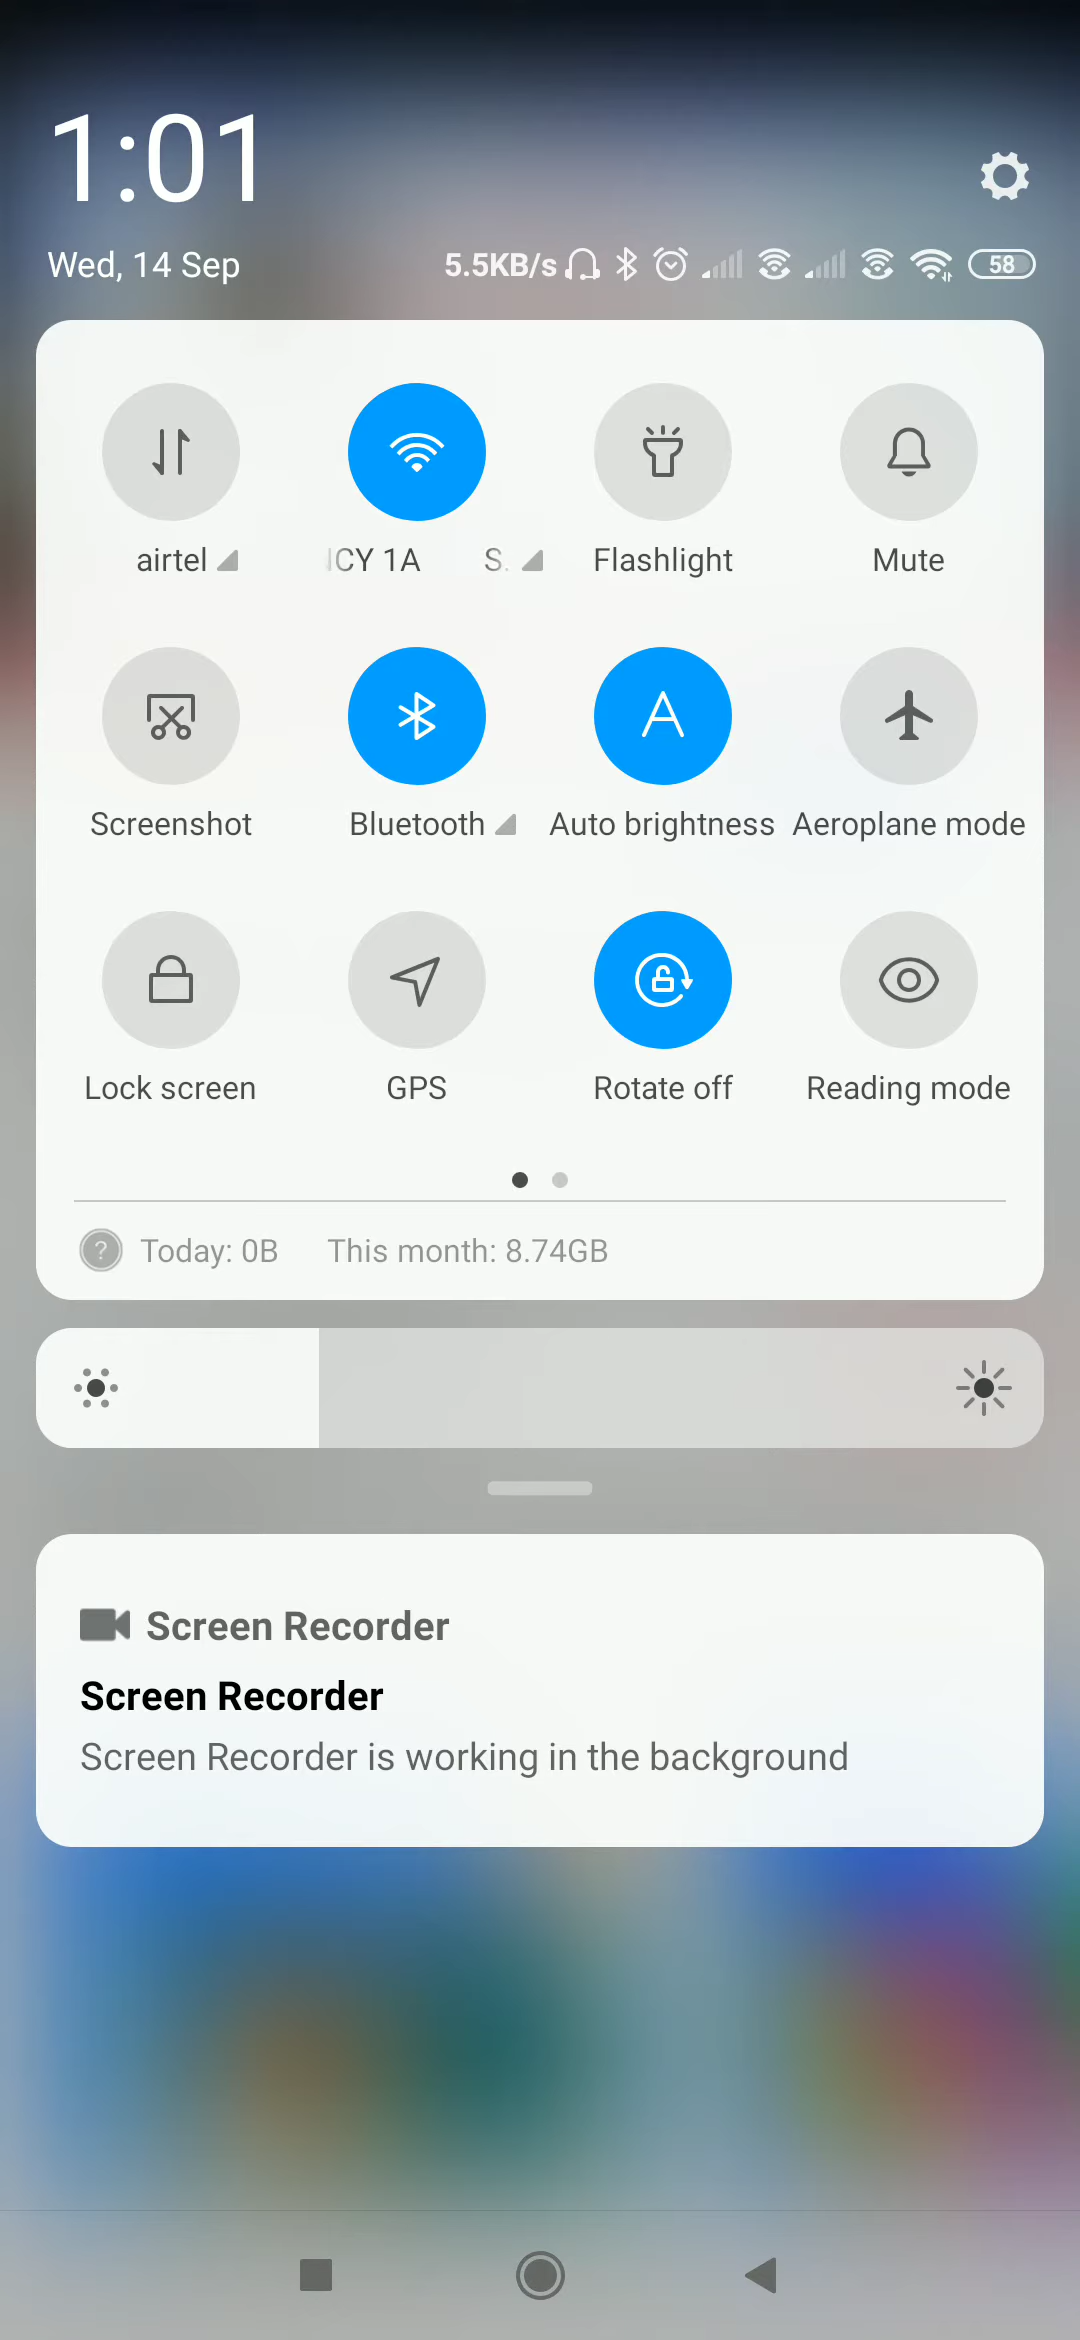 1:01
Wed, 14 Sep 5.5KB/s 58
airtel CY 1A S. Flashlight Mute
Screenshot Bluetooth Auto brightness Aeroplane mode
Lock screen GPS Rotate off Reading mode
? Today: 0B This month: 8.74GB
Screen Recorder
Screen Recorder
Screen Recorder is working in the background